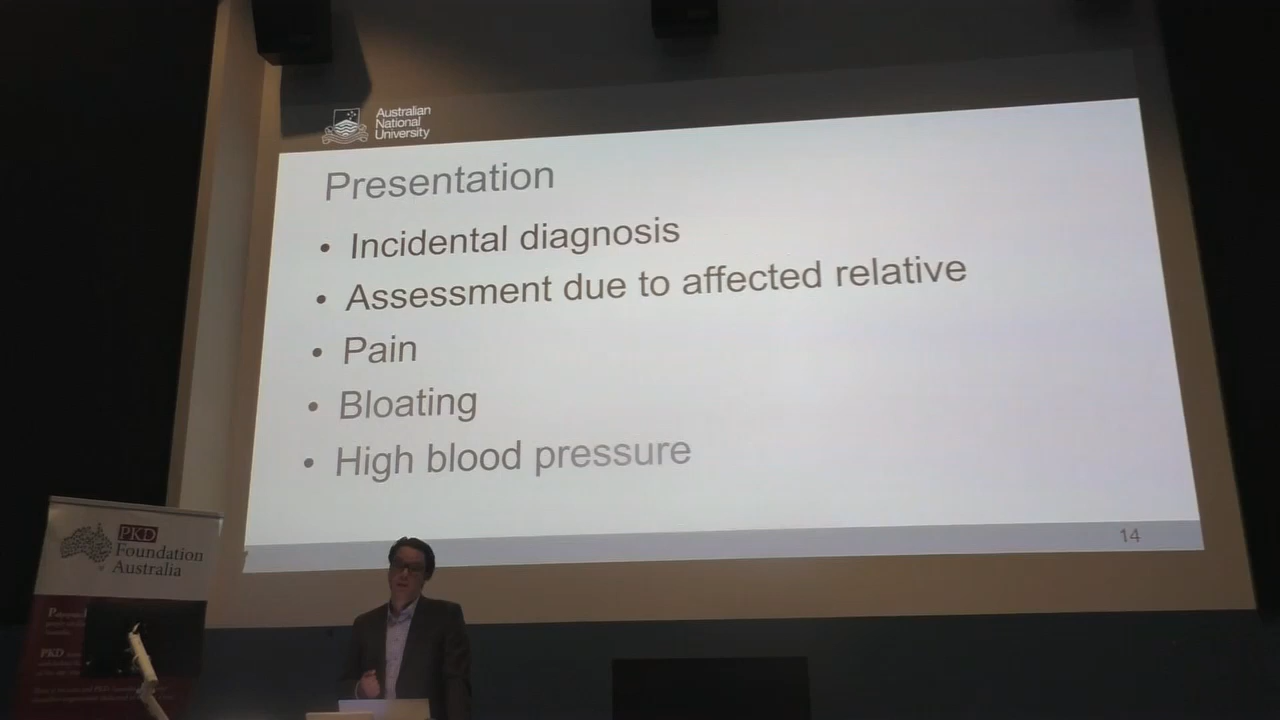 Australian
National
University
Presentation
• Incidental diagnosis
• Assessment due to affected relative
• Pain
• Bloating
• High blood pressure
14
PKD
Foundation
Australia
PKD